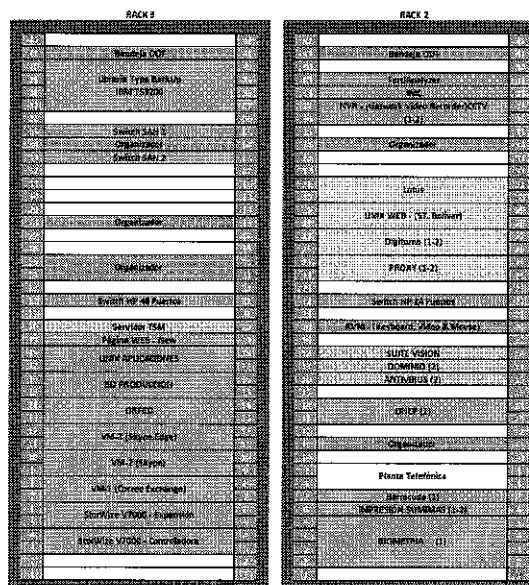 RACK 3
Bandeja ODF
Librería Type Backup
IBM TS3200
Switch SAN 1
Organizador
Switch SAN 2
Organizador
Organizador
Switch HP 48 Puertos
Servidor TSM
Página WEB - New
UNIX APLICACIONES
BD PRODUCCION
ORFEO
VM-2 (Skype Edge)
VM-2 (Skype)
VM-1 (Correo Exchange)
StorWize V7000 - Expansión
StorWize V7000 - Controladora
RACK 2
Bandeja ODF
FortiAnalyzer
NVR - (Network Video Recorder)CCTV
(1-2)
Organizador
Lotus
UNIX WEB - (ST. Bolívar)
Digiturno (1-2)
PROXY (1-2)
Switch HP 24 Puertos
KVM - (Keyboard, Video & Mouse)
SUITE VISION
DOMINIO (2)
ANTIVIRUS (2)
Organizador
Planta Telefónica
Barracuda (1)
IMPRESION SUMMAS (1-2)
BIOMETRIA (1)